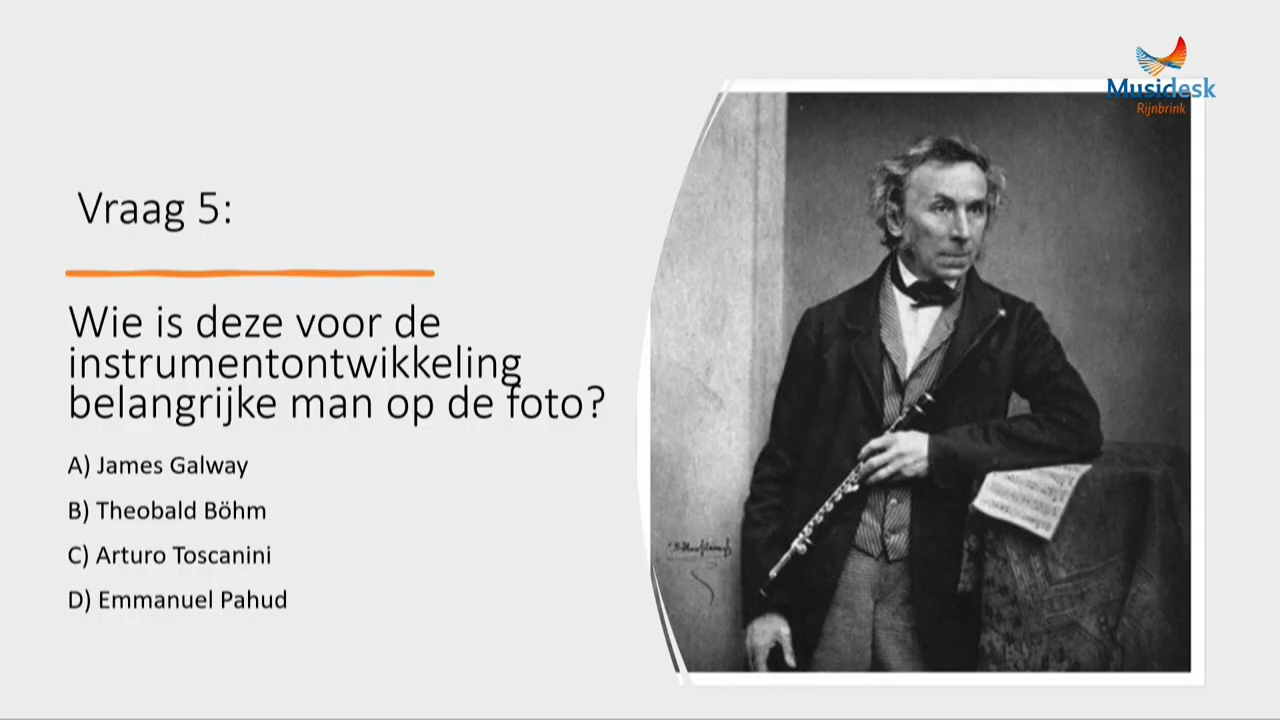 Musidesk
Rijnbrink
Vraag 5:
Wie is deze voor de
instrumentontwikkeling
belangrijke man op de foto?
A) James Galway
B) Theobald Böhm
C) Arturo Toscanini
D) Emmanuel Pahud